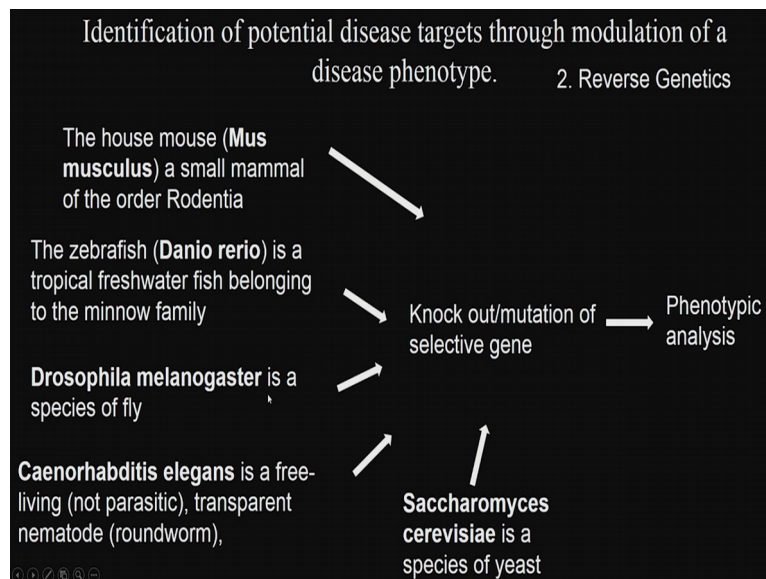 Identification of potential disease targets through modulation of a
disease phenotype.
2. Reverse Genetics
The house mouse (Mus
musculus) a small mammal
of the order Rodentia
The zebrafish (Danio rerio) is a
tropical freshwater fish belonging
to the minnow family
Drosophila melanogaster is a
species of fly
Caenorhabditis elegans is a free-
living (not parasitic), transparent
nematode (roundworm),
Saccharomyces
cerevisiae is a
species of yeast
Knock out/mutation of
selective gene
Phenotypic
analysis